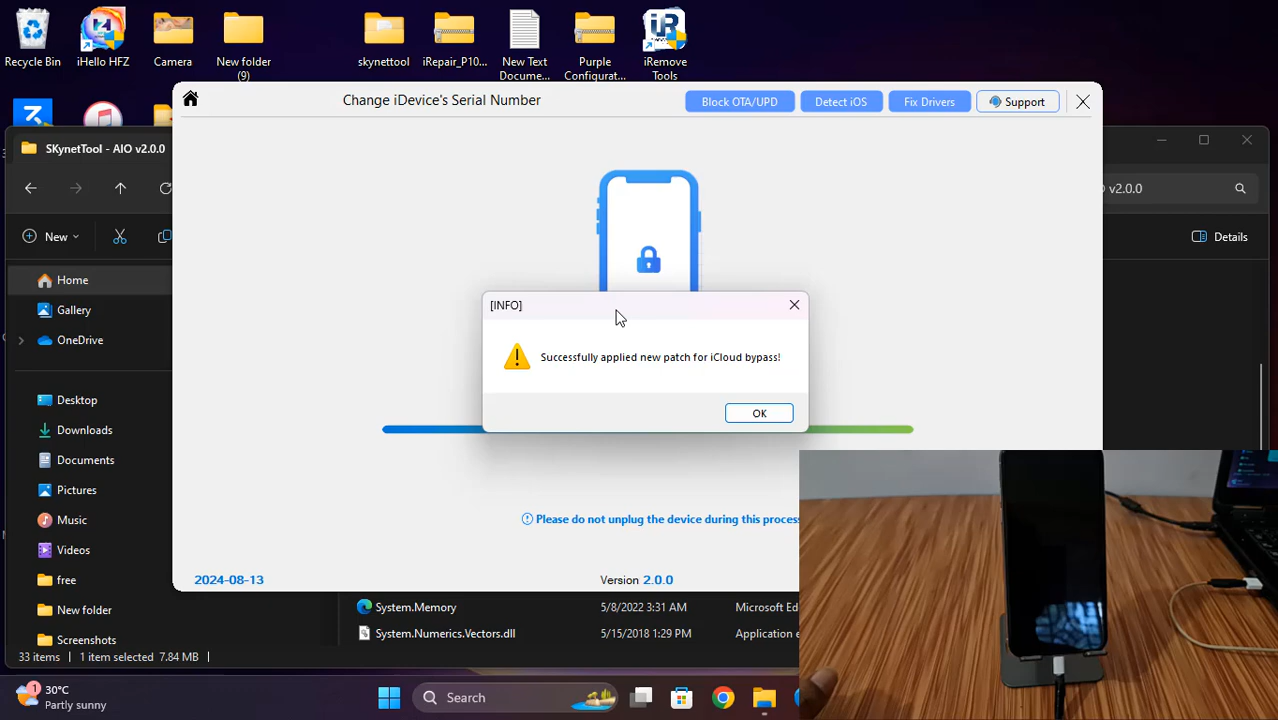 Recycle Bin
iHello HFZ
Camera
New folder
(9)
skynettool
iRepair_P10...
New Text
Docume...
Purple
Configurat...
iR
iRemove
Tools
Change iDevice's Serial Number
Block OTA/UPD
Detect iOS
Fix Drivers
Support
SKynetTool - AIO v2.0.0
v2.0.0
New
Details
Home
Gallery
OneDrive
Desktop
Downloads
Documents
Pictures
Music
Videos
free
New folder
Screenshots
[INFO]
Successfully applied new patch for iCloud bypass!
OK
Please do not unplug the device during this proces
2024-08-13
Version 2.0.0
System.Memory
5/8/2022 3:31 AM
Microsoft Ed
System.Numerics.Vectors.dll
5/15/2018 1:29 PM
Application e
33 items
1 item selected 7.84 MB
1
30°C
Partly sunny
Search